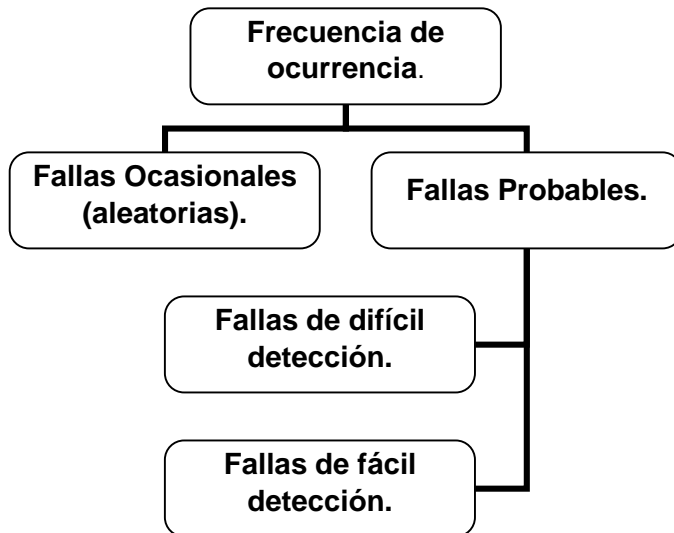 Frecuencia de
ocurrencia.
Fallas Ocasionales
(aleatorias).
Fallas Probables.
Fallas de difícil
detección.
Fallas de fácil
detección.